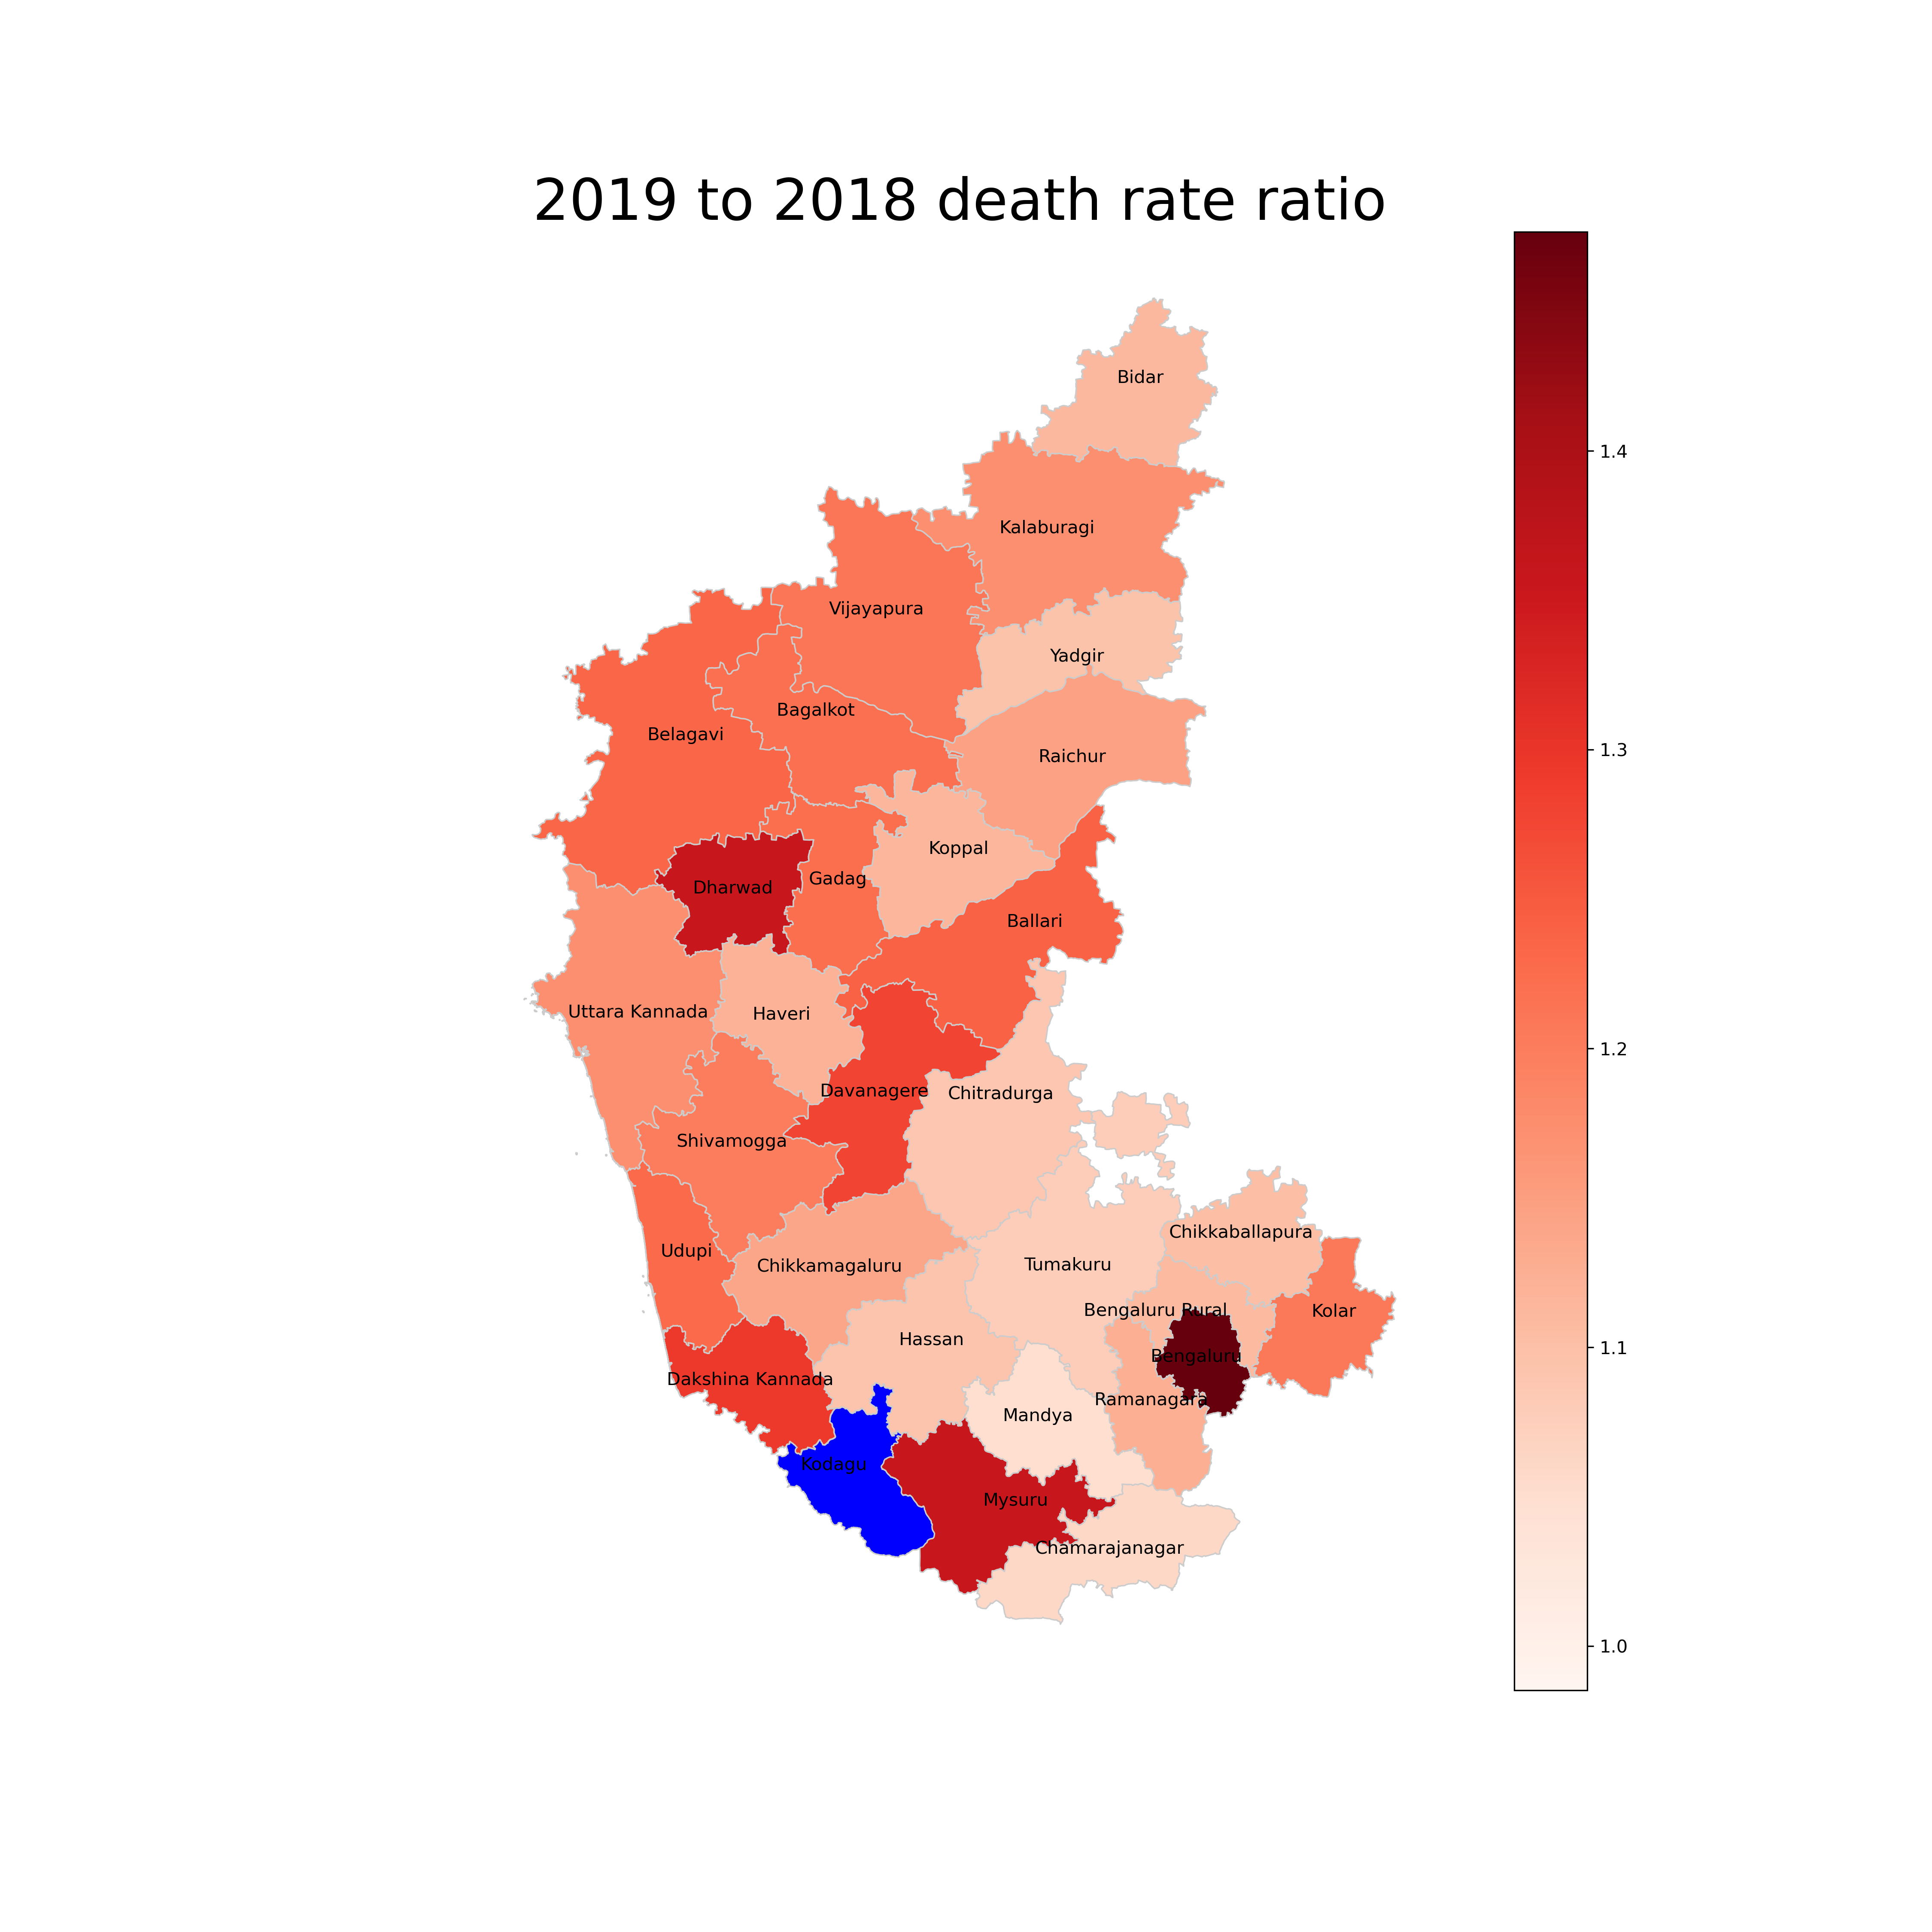 2019 to 2018 death rate ratio
Bidar
1.4
Kalaburagi
Vijayapura
Yadgir
Bagalkot
Belagavi
Raichur
1.3
Koppal
Gadag
Dharwad
Ballari
Uttara Kannada
Haveri
1.2
Davanagere
Chitradurga
Shivamogga
Chikkaballapura
Udupi
Chikkamagaluru
Tumakuru
Bengaluru Rural
Kolar
Hassan
1.1
Bengaluru
Dakshina Kannada
Ramanagara
Mandya
Kodagu
Mysuru
Chamarajanagar
1.0